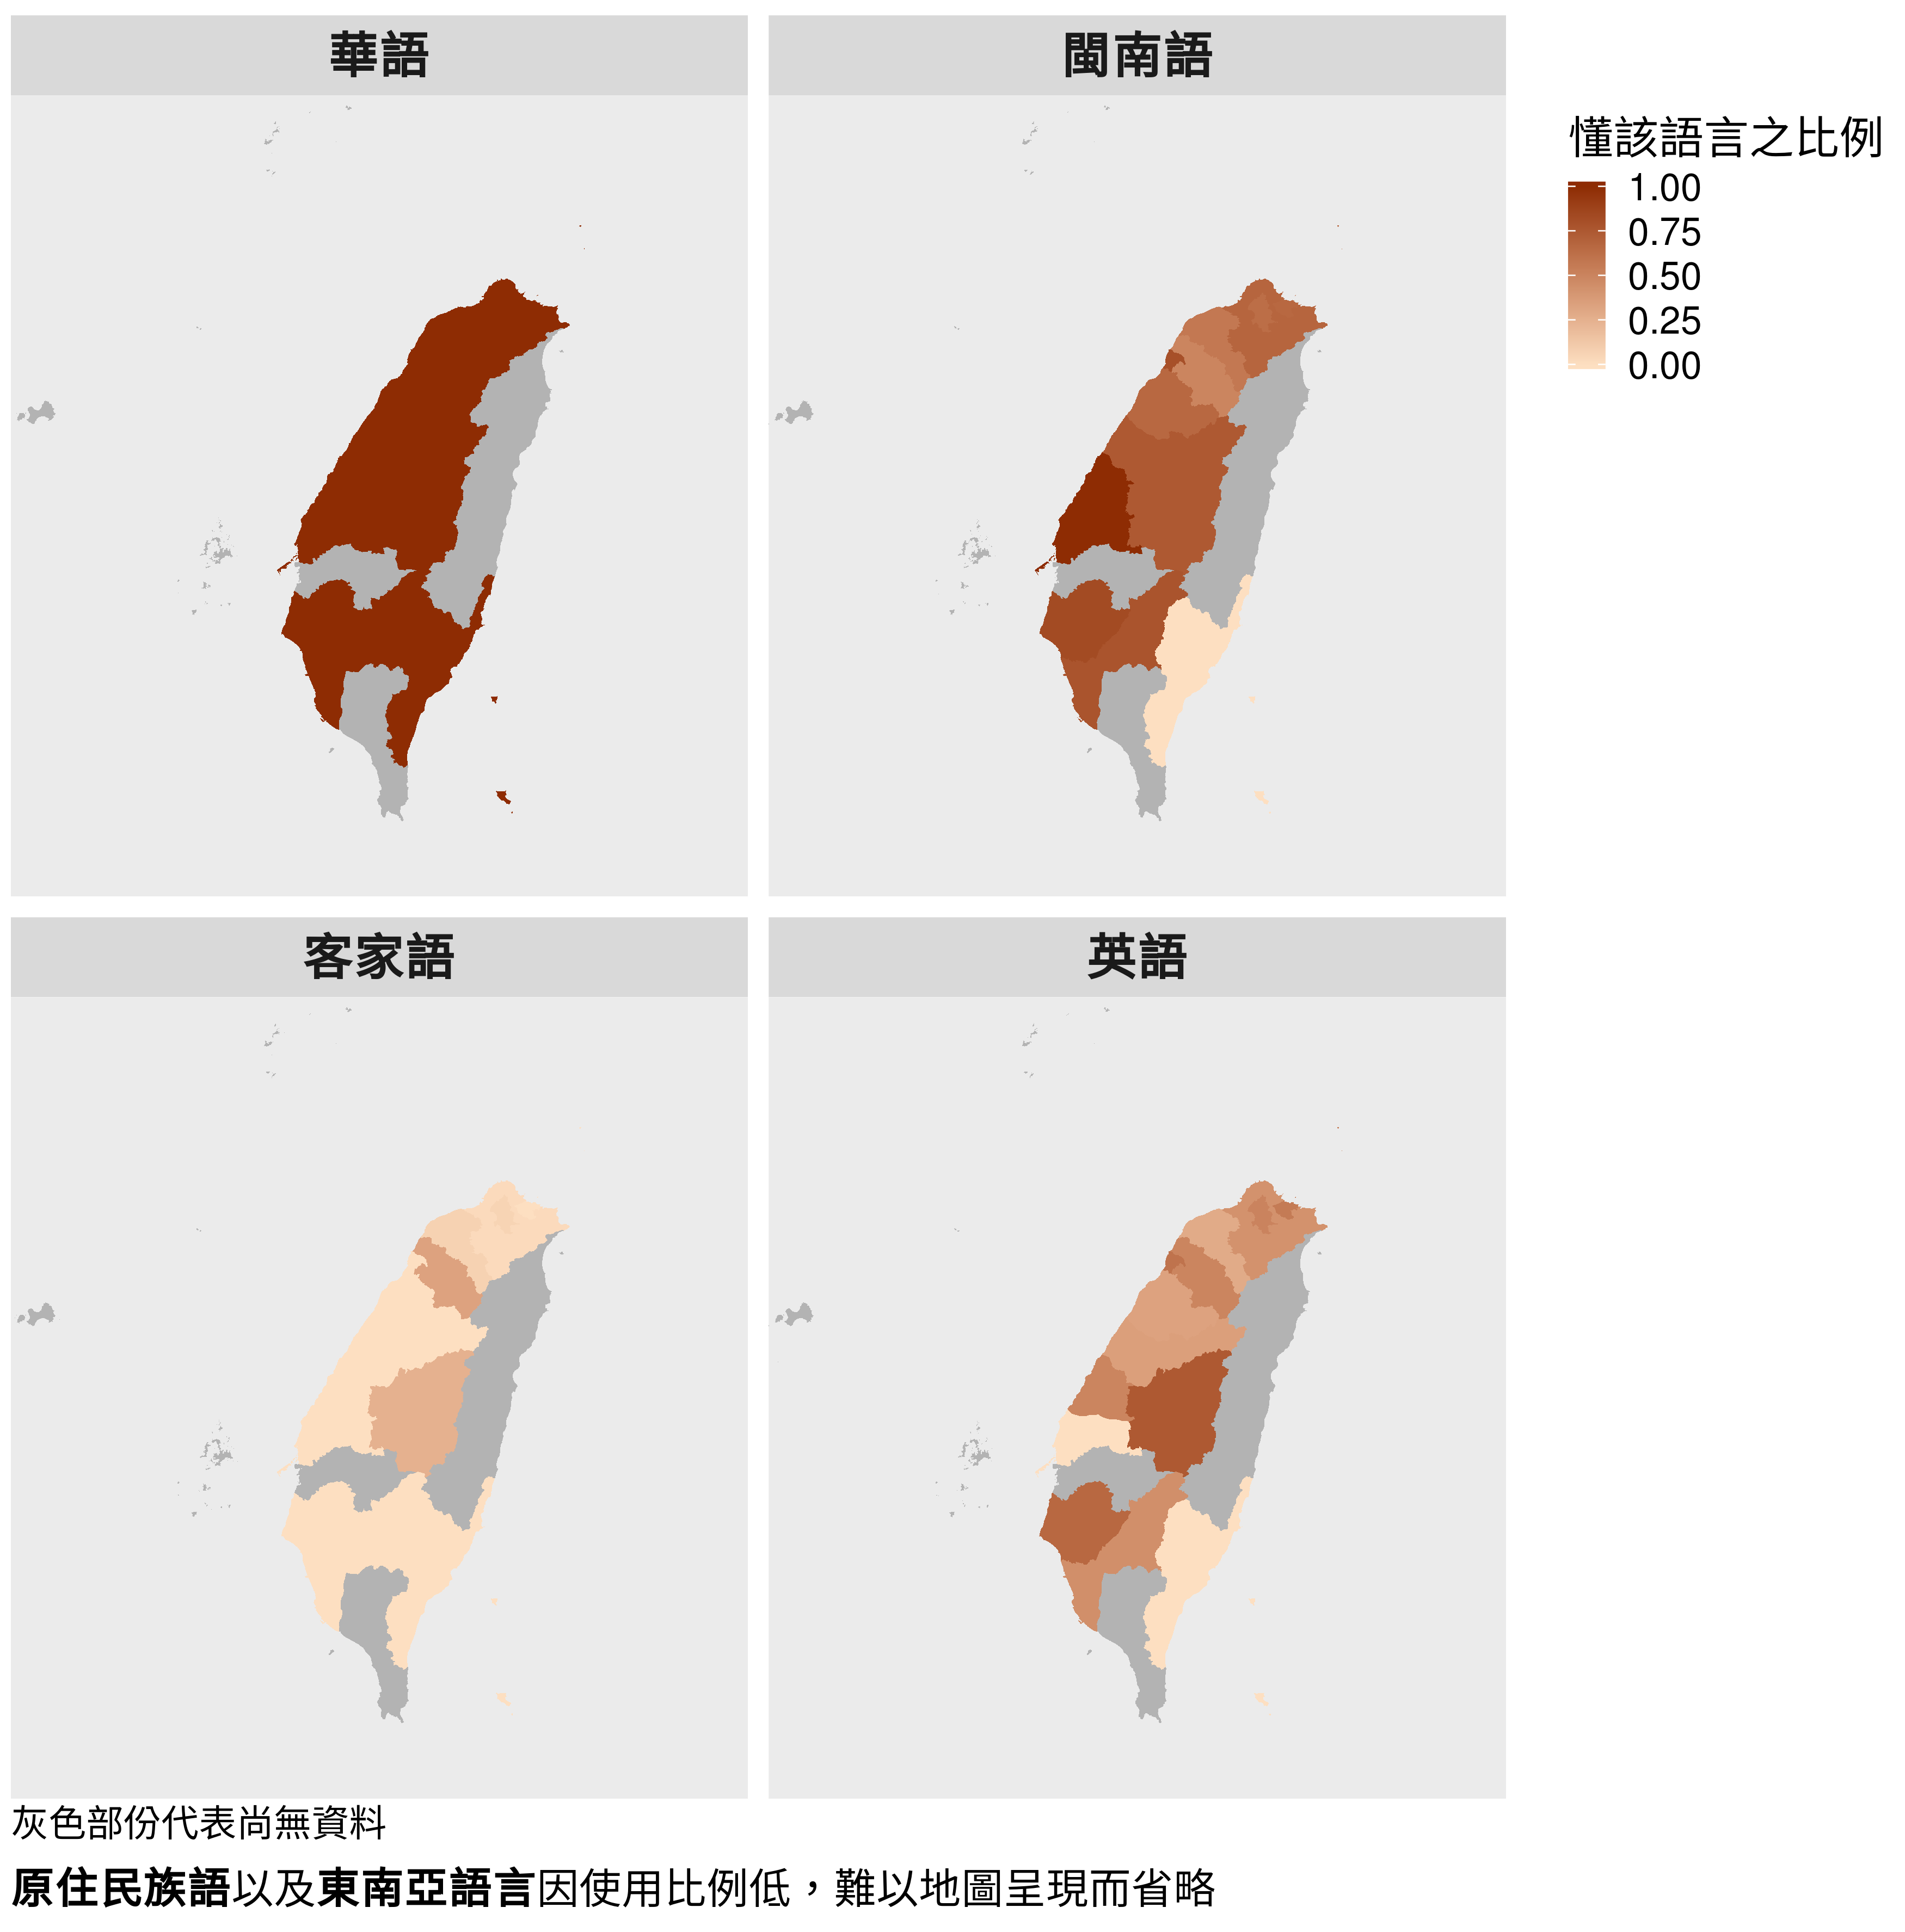 華語
閩南語
懂該語言之比例
1.00
0.75
0.50
0.25
0.00
客家語
英語
灰色部份代表尚無資料
原住民族語以及東南亞語言因使用比例低，難以地圖呈現而省略